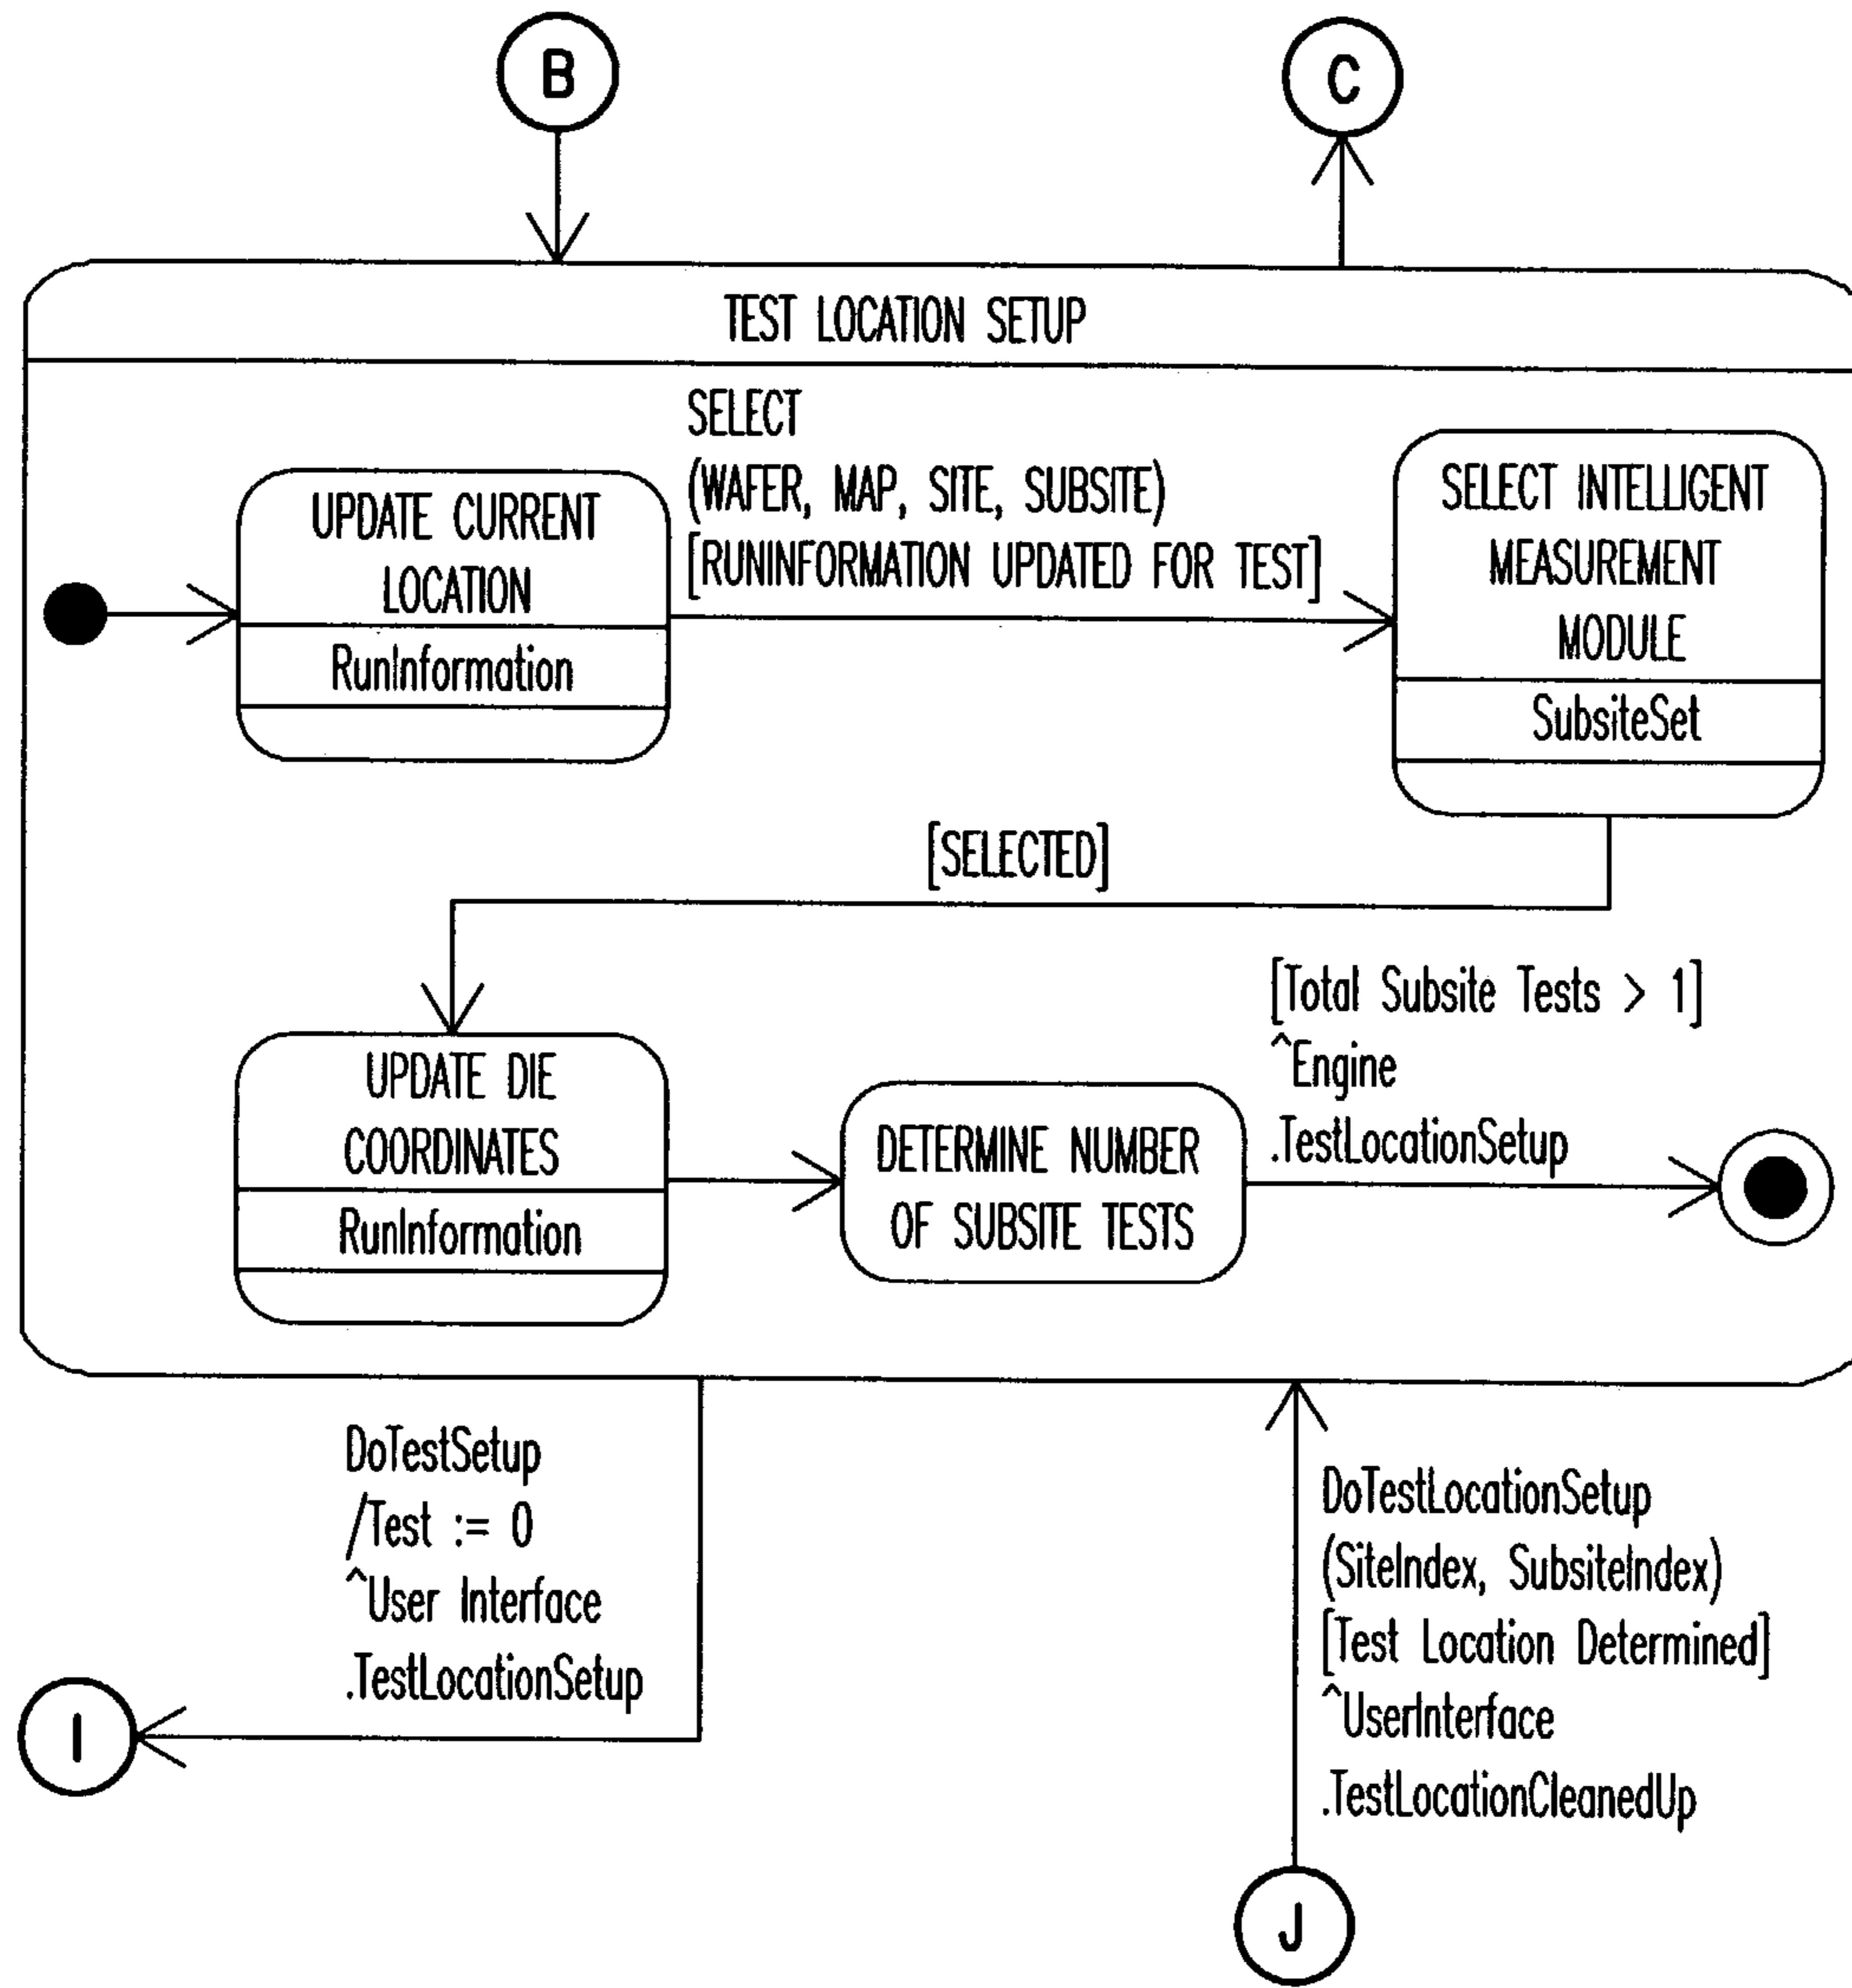 B
C
TEST LOCATION SETUP
SELECT
(WAFER, MAP, SITE, SUBSITE)
[RUNINFORMATION UPDATED FOR TEST]
UPDATE CURRENT
LOCATION
RunInformation
SELECT INTELLIGENT
MEASUREMENT
MODULE
SubsiteSet
[SELECTED]
UPDATE DIE
COORDINATES
RunInformation
DETERMINE NUMBER
OF SUBSITE TESTS
[Total Subsite Tests > 1]
^Engine
.TestLocationSetup
DoTestSetup
/Test := 0
^User Interface
.TestLocationSetup
I
DoTestLocationSetup
(SiteIndex, SubsiteIndex)
[Test Location Determined]
^UserInterface
.TestLocationCleanedUp
J